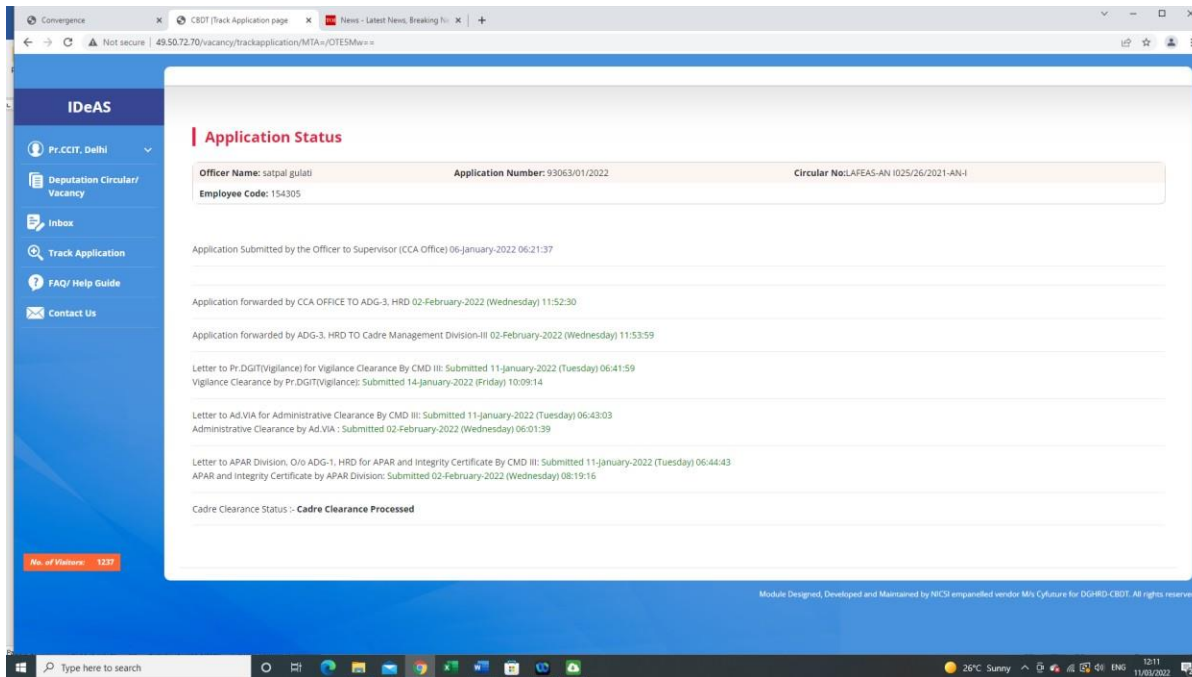 Convergence
CBDT |Track Application page
News - Latest News, Breaking Ne
Not secure | 49.50.72.70/vacancy/trackapplication/MTA=/OTE5Mw==
IDeAS
Pr.CCIT, Delhi
Deputation Circular/
Vacancy
Inbox
Track Application
FAQ/ Help Guide
Contact Us
No. of Visitors: 1237
Application Status
Officer Name: satpal gulati Application Number: 93063/01/2022 Circular No:LAFEAS-AN I025/26/2021-AN-I
Employee Code: 154305
Application Submitted by the Officer to Supervisor (CCA Office) 06-January-2022 06:21:37
Application forwarded by CCA OFFICE TO ADG-3, HRD 02-February-2022 (Wednesday) 11:52:30
Application forwarded by ADG-3, HRD TO Cadre Management Division-III 02-February-2022 (Wednesday) 11:53:59
Letter to Pr.DGIT(Vigilance) for Vigilance Clearance By CMD III: Submitted 11-January-2022 (Tuesday) 06:41:59
Vigilance Clearance by Pr.DGIT(Vigilance): Submitted 14-January-2022 (Friday) 10:09:14
Letter to Ad.VIA for Administrative Clearance By CMD III: Submitted 11-January-2022 (Tuesday) 06:43:03
Administrative Clearance by Ad.VIA : Submitted 02-February-2022 (Wednesday) 06:01:39
Letter to APAR Division, O/o ADG-1, HRD for APAR and Integrity Certificate By CMD III: Submitted 11-January-2022 (Tuesday) 06:44:43
APAR and Integrity Certificate by APAR Division: Submitted 02-February-2022 (Wednesday) 08:19:16
Cadre Clearance Status :- Cadre Clearance Processed
Module Designed, Developed and Maintained by NICSI empanelled vendor M/s Cyfuture for DGHRD-CBDT. All rights reserve
Type here to search
26°C Sunny
ENG
12:11
11/03/2022